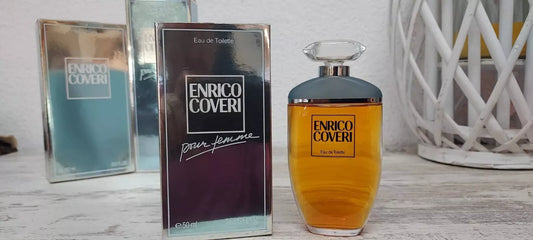 ENRICO
COVERI
Eau de Toilette
ENRICO
COVERI
pour femme
℮50 ml
ENRICO
COVERI
Eau de Toilette